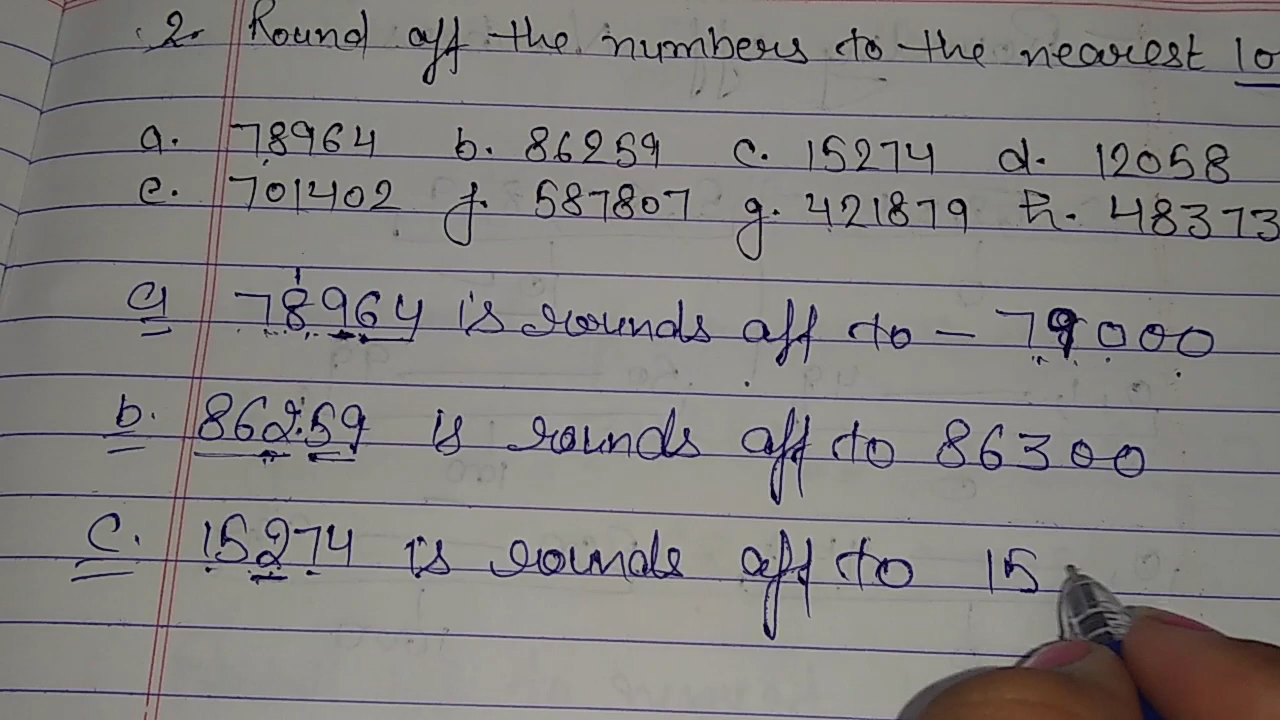 2. Round off the numbers to the nearest 10
a. 78964 b. 86259 c. 15274 d. 12058
e. 701402 f. 587807 g. 421879 h. 48373
a 78964 is rounds off to - 79000
b. 86259 is rounds off to 86300
c. 15274 is rounds off to 15